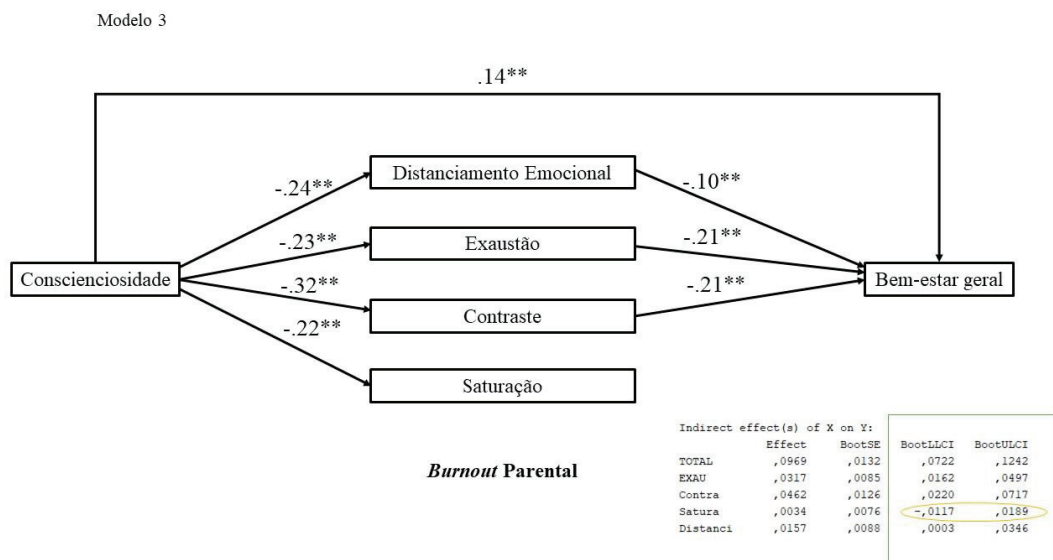 Modelo 3
.14**
Distanciamento Emocional
-.24**
-.10**
Exaustão
-.23**
-.21**
Conscienciosidade
Bem-estar geral
-.32**
-.21**
Contraste
-.22**
Saturação
Burnout Parental
Indirect effect(s) of X on Y:
Effect BootSE BootLLCI BootULCI
TOTAL ,0969 ,0132 ,0722 ,1242
EXAU ,0317 ,0085 ,0162 ,0497
Contra ,0462 ,0126 ,0220 ,0717
Satura ,0034 ,0076 -,0117 ,0189
Distanci ,0157 ,0088 ,0003 ,0346